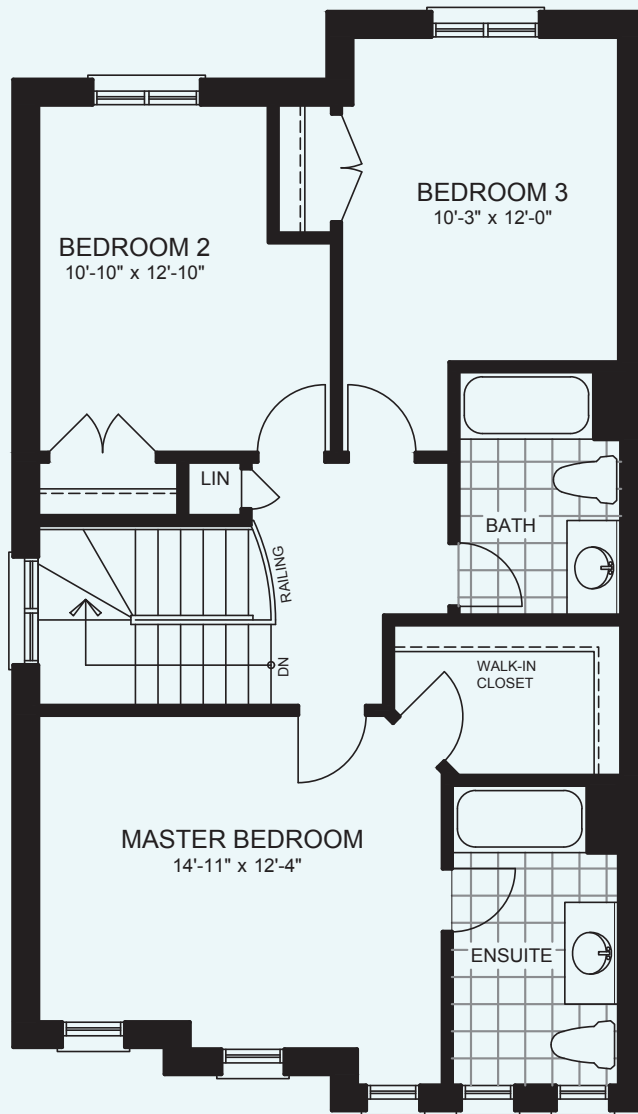 BEDROOM 3
10'-3" x 12'-0"
BEDROOM 2
10'-10" x 12'-10"
LIN
BATH
RAILING
DN
WALK-IN
CLOSET
MASTER BEDROOM
14'-11" x 12'-4"
ENSUITE